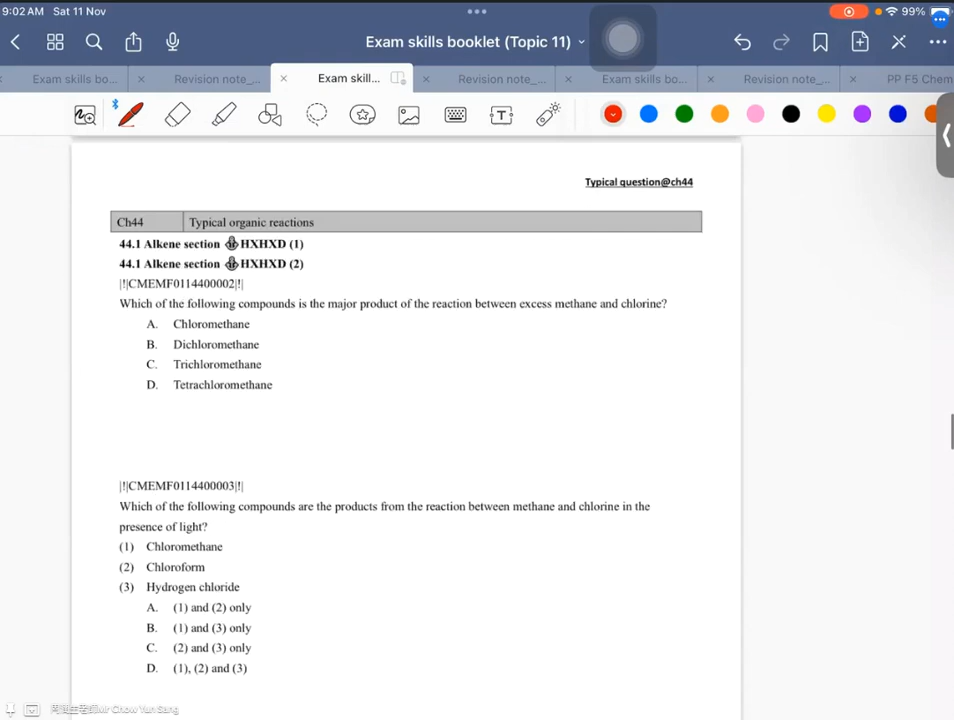 9:02 AM Sat 11 Nov
99%
Exam skills booklet (Topic 11)
Exam skills bo...
Revision note_...
Exam skill...
Revision note_...
Exam skills bo...
Revision note_...
PP F5 Chem
Typical question@ch44
Ch44 Typical organic reactions
44.1 Alkene section HXHXD (1)
44.1 Alkene section HXHXD (2)
|!|CMEMF0114400002|!|
Which of the following compounds is the major product of the reaction between excess methane and chlorine?
A. Chloromethane
B. Dichloromethane
C. Trichloromethane
D. Tetrachloromethane
|!|CMEMF0114400003|!|
Which of the following compounds are the products from the reaction between methane and chlorine in the
presence of light?
(1) Chloromethane
(2) Chloroform
(3) Hydrogen chloride
A. (1) and (2) only
B. (1) and (3) only
C. (2) and (3) only
D. (1), (2) and (3)
Mr Chow Yun Sang